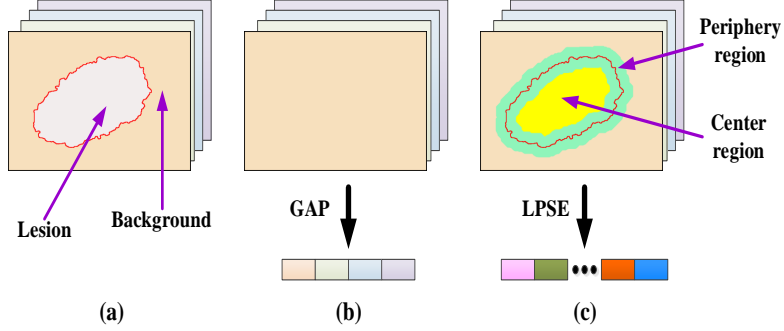 Periphery
region
Center
region
Lesion
Background
GAP
LPSE
(a)
(b)
(c)